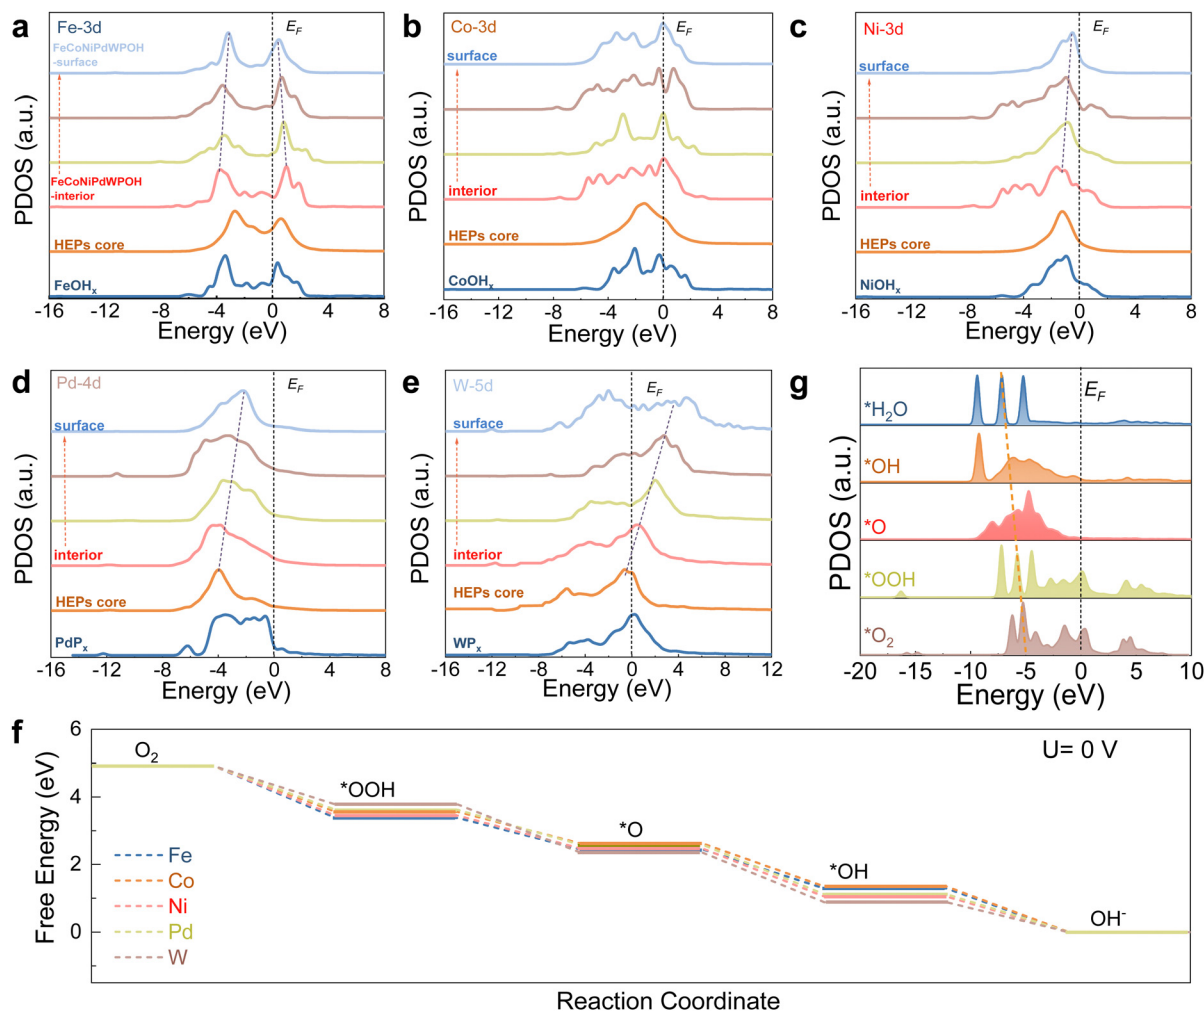 a
Fe-3d
E_F
FeCoNiPdWPOH
-surface
FeCoNiPdWPOH
-interior
HEPs core
FeOHₓ
PDOS (a.u.)
-16 -12 -8 -4 0 4 8
Energy (eV)
b
Co-3d
E_F
surface
interior
HEPs core
CoOHₓ
PDOS (a.u.)
-16 -12 -8 -4 0 4 8
Energy (eV)
c
Ni-3d
E_F
surface
interior
HEPs core
NiOHₓ
PDOS (a.u.)
-16 -12 -8 -4 0 4 8
Energy (eV)
d
Pd-4d
E_F
surface
interior
HEPs core
PdPₓ
PDOS (a.u.)
-16 -12 -8 -4 0 4 8
Energy (eV)
e
W-5d
E_F
surface
interior
HEPs core
WPₓ
PDOS (a.u.)
-16 -12 -8 -4 0 4 8 12
Energy (eV)
g
E_F
*H₂O
*OH
*O
*OOH
*O₂
PDOS (a.u.)
-20 -15 -10 -5 0 5 10
Energy (eV)
f
6
4
2
0
Free Energy (eV)
O₂
*OOH
*O
*OH
OH⁻
U= 0 V
Fe
Co
Ni
Pd
W
Reaction Coordinate